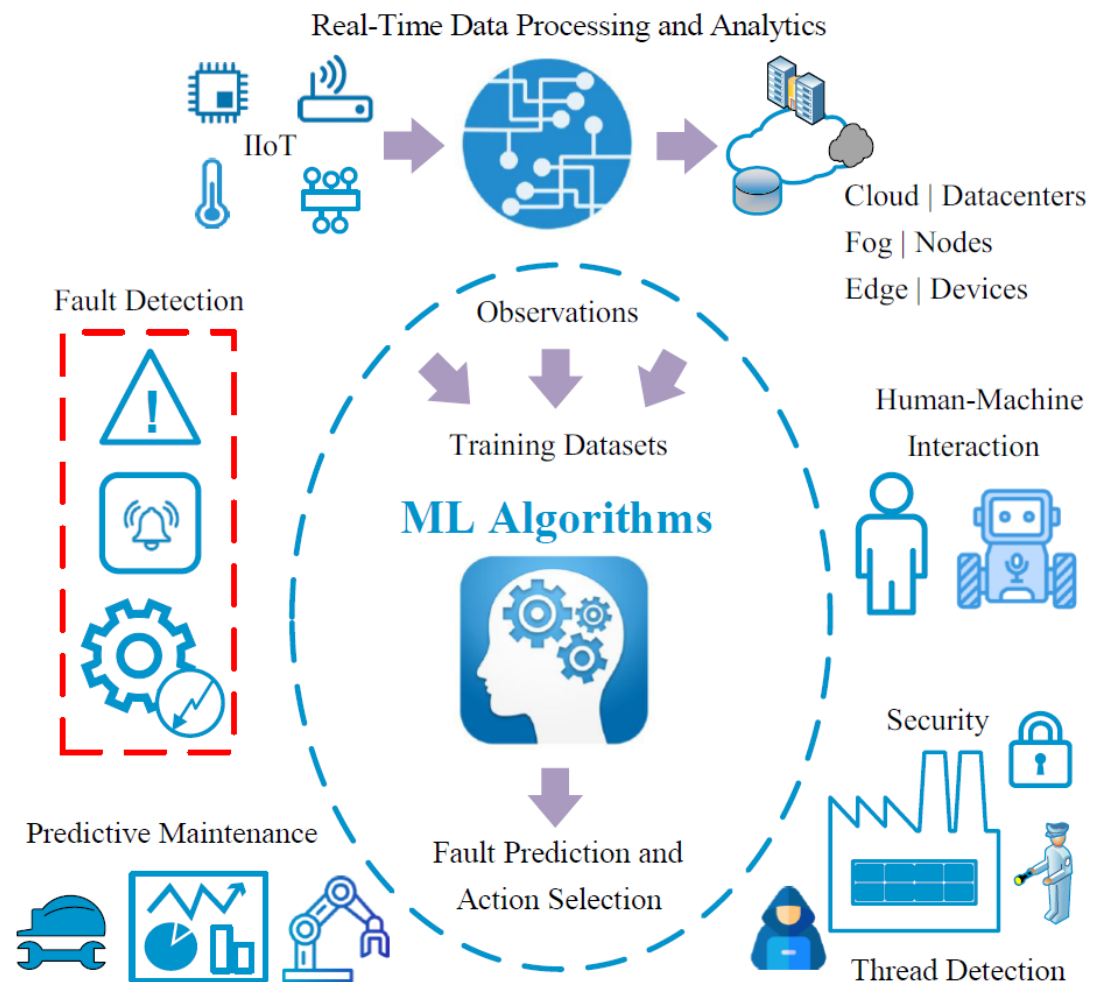 Real-Time Data Processing and Analytics
IIoT
Cloud | Datacenters
Fog | Nodes
Edge | Devices
Fault Detection
Observations
Training Datasets
ML Algorithms
Human-Machine
Interaction
Security
Predictive Maintenance
Fault Prediction and
Action Selection
Thread Detection